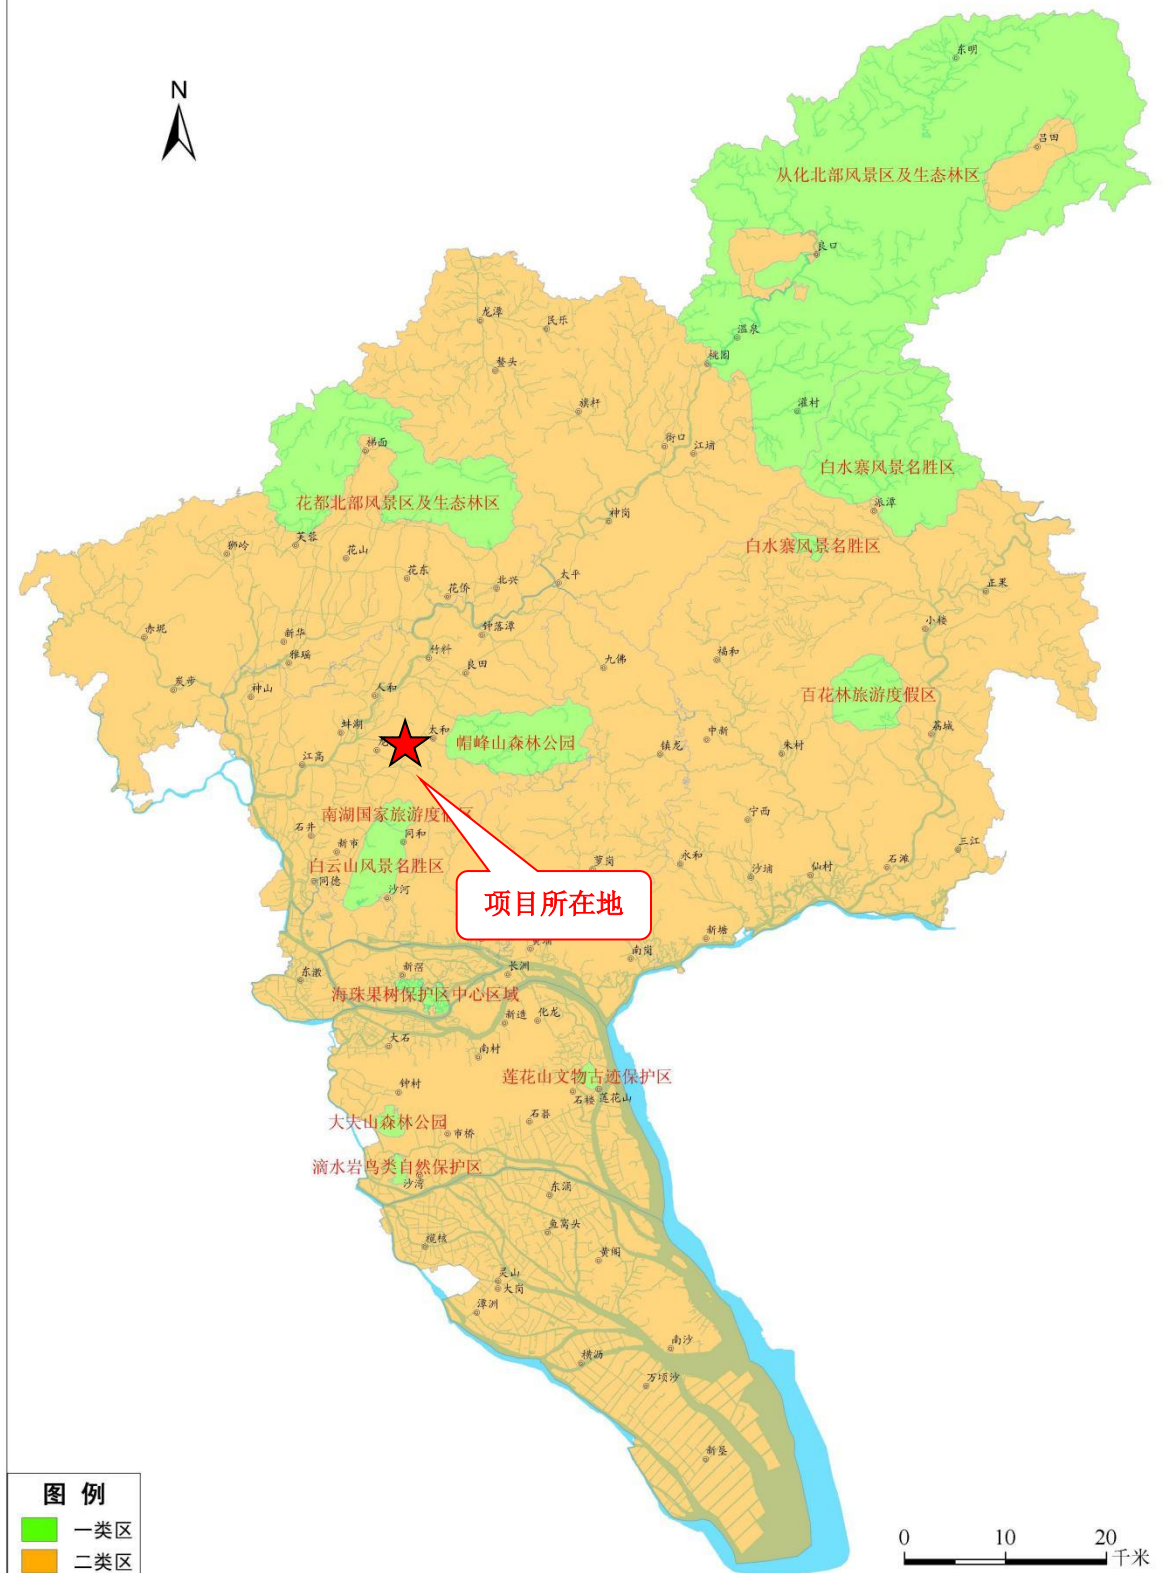 N
东明
吕田
从化北部风景区及生态林区
良口
龙潭
民乐
温泉
鳌头
桃园
旗杆
灌村
街口
江埔
梯面
白水寨风景名胜区
花都北部风景区及生态林区
派潭
神岗
芙蓉
狮岭
花山
白水寨风景名胜区
花东
北兴
太平
花侨
正果
小楼
赤坭
新华
钟落潭
雅瑶
竹料
良田
九佛
福和
炭步
神山
人和
百花林旅游度假区
蚌湖
太和
荔城
帽峰山森林公园
中新
龙
镇龙
朱村
江高
南湖国家旅游度假区
宁西
石井
同和
新市
三江
白云山风景名胜区
萝岗
永和
石滩
同德
沙埔
仙村
沙河
项目所在地
新塘
黄埔
南岗
东漖
新滘
长洲
海珠果树保护区中心区域
新造
化龙
大石
南村
莲花山文物古迹保护区
钟村
石楼
莲花山
大夫山森林公园
石碁
市桥
滴水岩鸟类自然保护区
沙湾
东涌
鱼窝头
榄核
黄阁
灵山
大岗
潭洲
南沙
横沥
万顷沙
新垦
图 例
一类区
二类区
0 10 20
千米